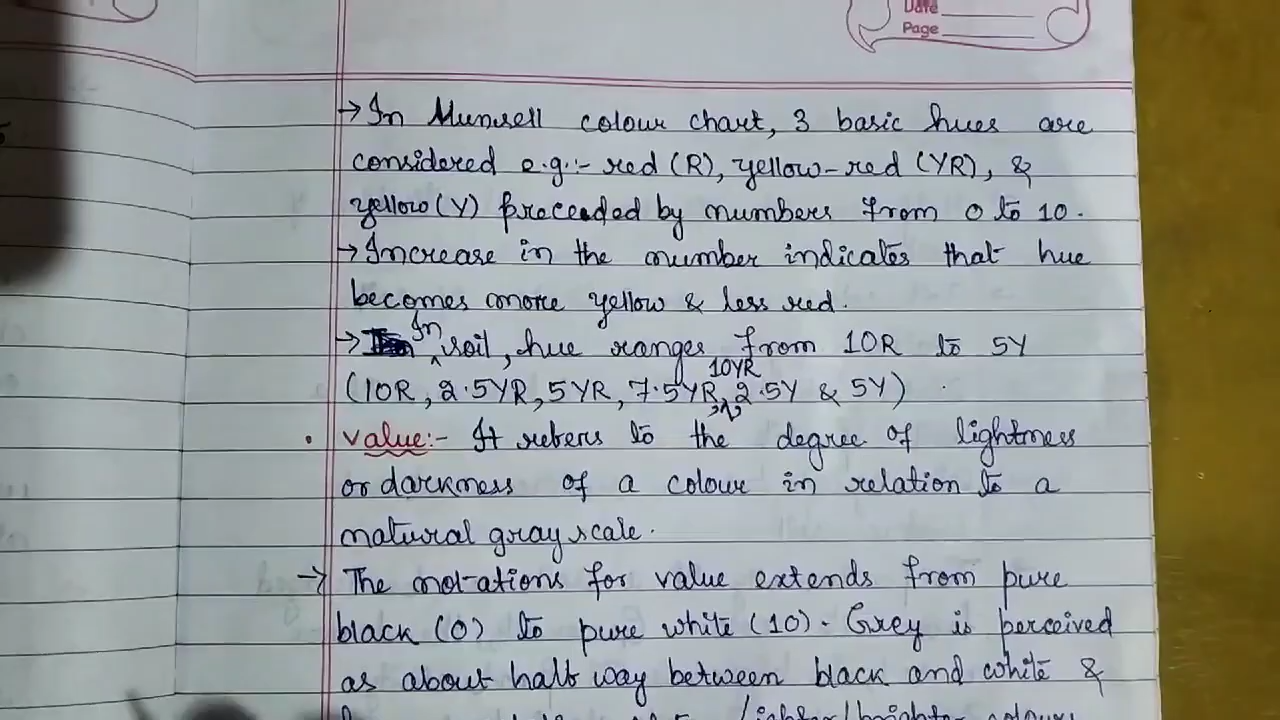 Date
Page
→ In Munsell colour chart, 3 basic hues are
considered e.g:- red (R), yellow-red (YR), &
yellow (Y) preceeded by numbers from 0 to 10.
→ Increase in the number indicates that hue
becomes more yellow & less red.
→ In soil, hue ranges from 10R to 5Y
(10R, 2.5YR, 5YR, 7.5YR, 10YR, 2.5Y & 5Y)
• Value:- It refers to the degree of lightness
or darkness of a colour in relation to a
natural gray scale.
→ The notations for value extends from pure
black (0) to pure white (10). Grey is perceived
as about half way between black and white &
lighter/brighter colours